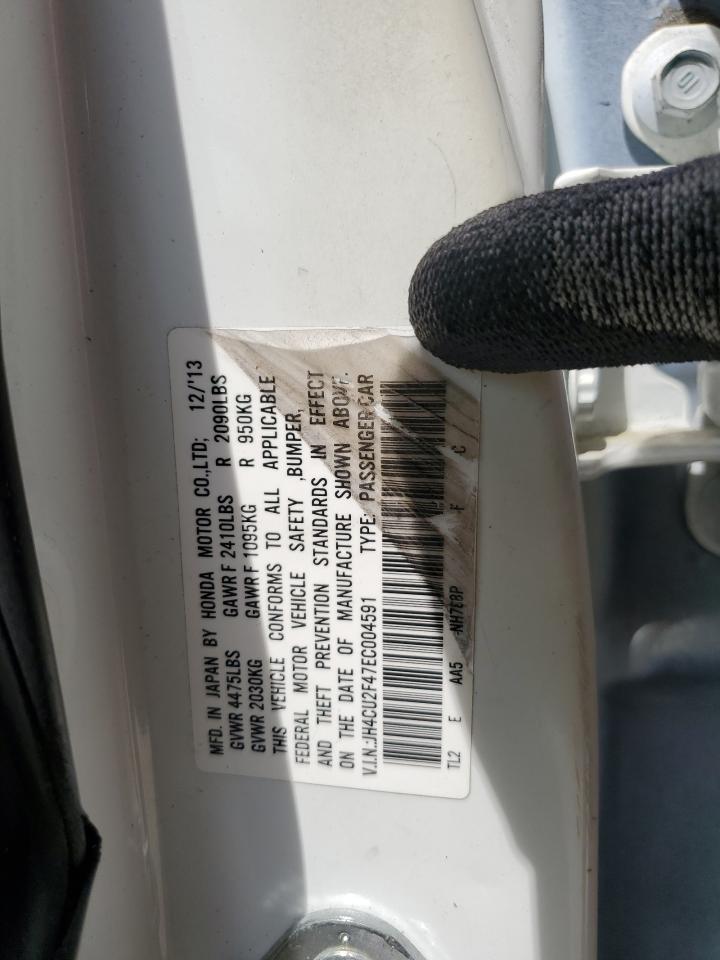 MFD. IN JAPAN BY HONDA MOTOR CO.,LTD; 12/'13
GVWR 4475LBS GAWR F 2410LBS R 2090LBS
GVWR 2030KG GAWR F 1095KG R 950KG
THIS VEHICLE CONFORMS TO ALL APPLICABLE
FEDERAL MOTOR VEHICLE SAFETY ,BUMPER,
AND THEFT PREVENTION STANDARDS IN EFFECT
ON THE DATE OF MANUFACTURE SHOWN ABOVE.
V.I.N.:JH4CU2F47EC004591 TYPE: PASSENGER CAR
TL2 E AA5 NH788P F C